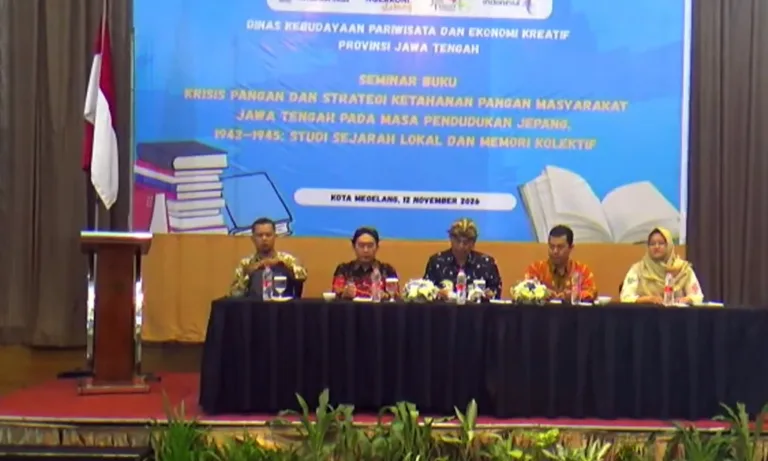 DINAS KEBUDAYAAN PARIWISATA DAN EKONOMI KREATIF
PROVINSI JAWA TENGAH
SEMINAR BUKU
KRISIS PANGAN DAN STRATEGI KETAHANAN PANGAN MASYARAKAT
JAWA TENGAH PADA MASA PENDUDUKAN JEPANG,
1942-1945: STUDI SEJARAH LOKAL DAN MEMORI KOLEKTIF
KOTA MEGELANG, 12 NOVEMBER 2026